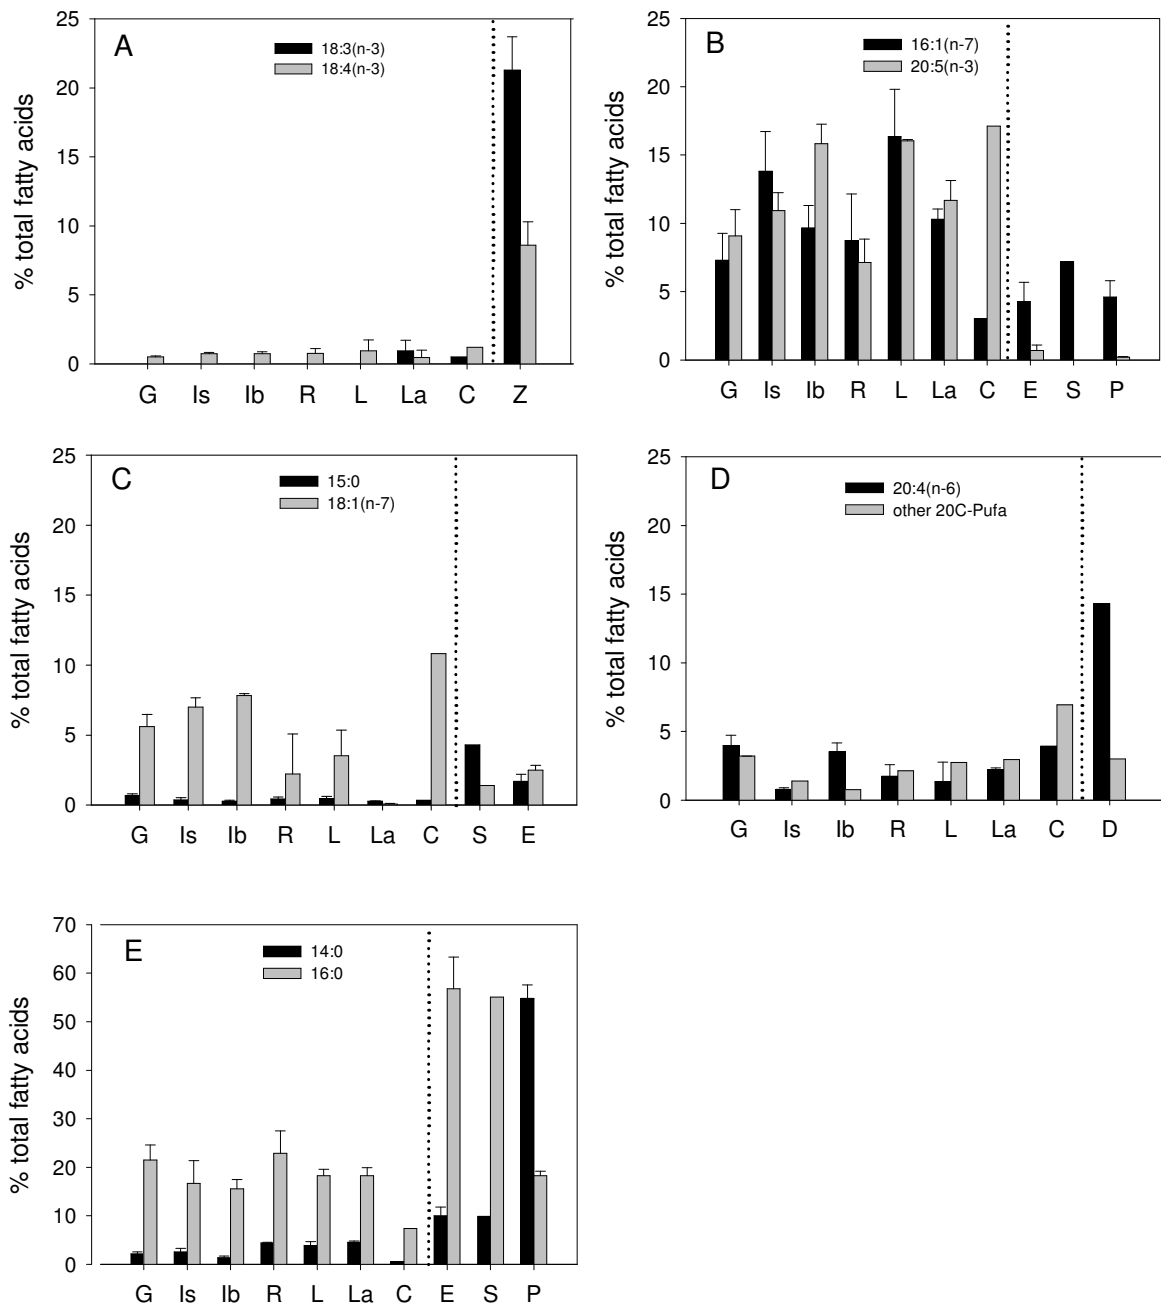 A
18:3(n-3)
18:4(n-3)
% total fatty acids
25
20
15
10
5
0
G Is Ib R L La C Z
B
16:1(n-7)
20:5(n-3)
% total fatty acids
25
20
15
10
5
0
G Is Ib R L La C E S P
C
15:0
18:1(n-7)
% total fatty acids
25
20
15
10
5
0
G Is Ib R L La C S E
D
20:4(n-6)
other 20C-Pufa
% total fatty acids
25
20
15
10
5
0
G Is Ib R L La C D
E
14:0
16:0
% total fatty acids
70
60
50
40
30
20
10
0
G Is Ib R L La C E S P